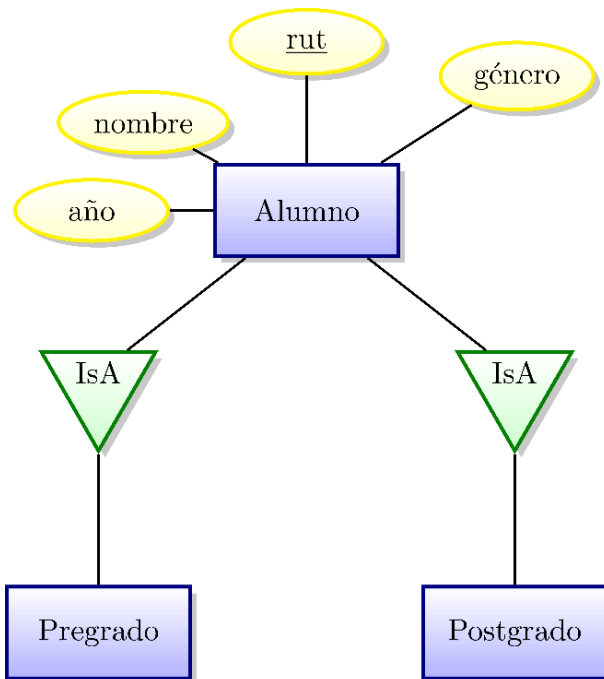 rut
género
nombre
año
Alumno
IsA
IsA
Pregrado
Postgrado